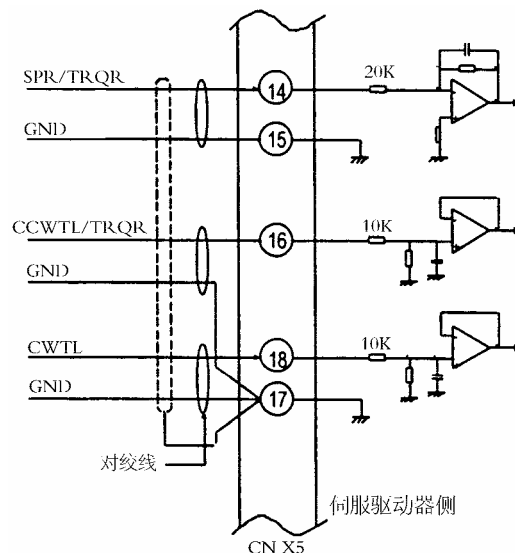 SPR/TRQR
14
20K
GND
15
CCWTL/TRQR
16
10K
GND
CWTL
18
10K
GND
17
对绞线
伺服驱动器侧
CN X5